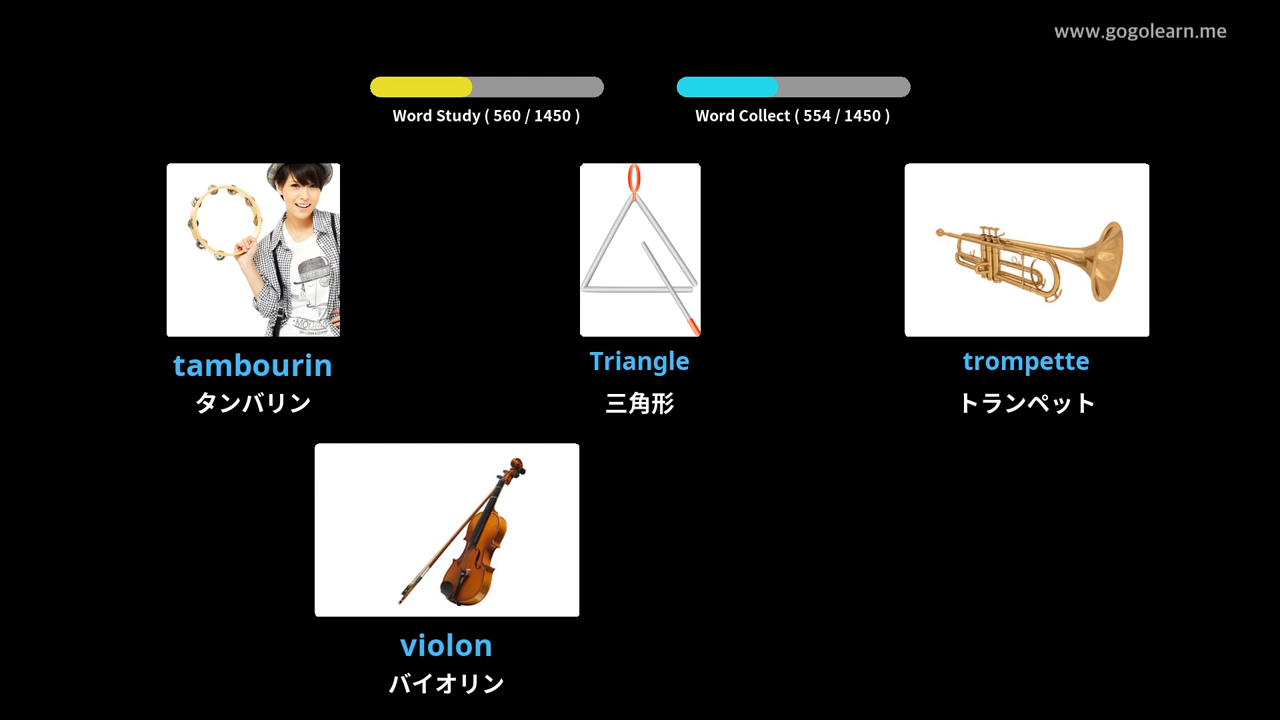 www.gogolearn.me
Word Study ( 560 / 1450 )
Word Collect ( 554 / 1450 )
tambourin
タンバリン
Triangle
三角形
trompette
トランペット
violon
バイオリン